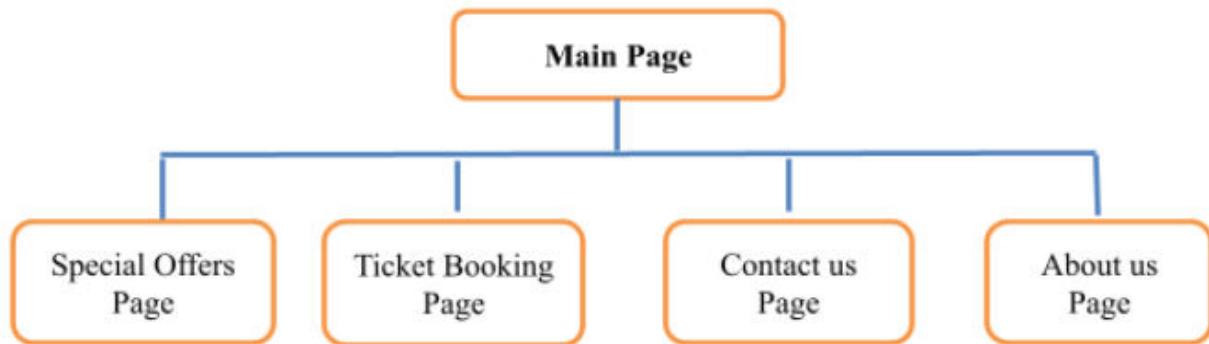 Main Page
Special Offers
Page
Ticket Booking
Page
Contact us
Page
About us
Page